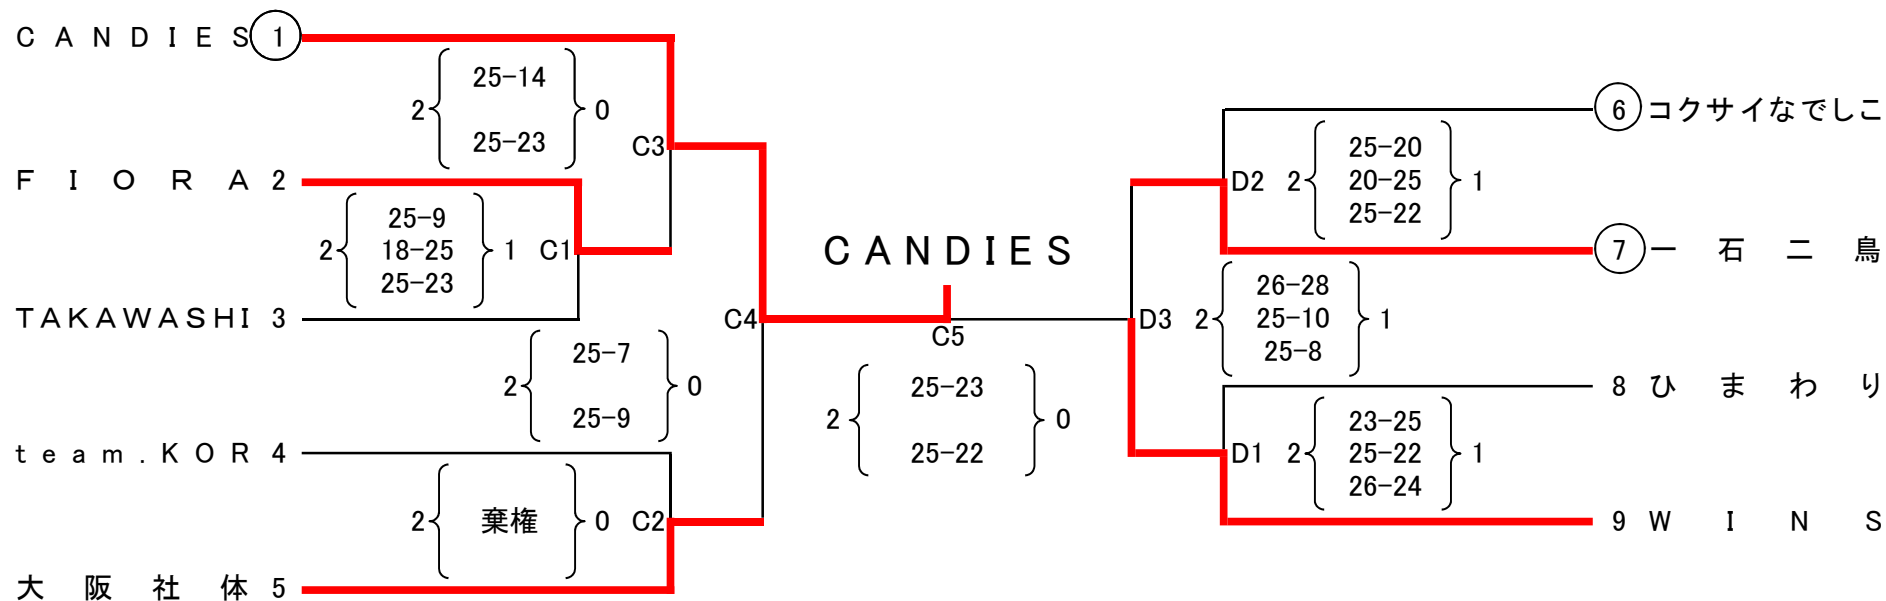 CANDIES 1
25-14
2 0
25-23
C3
FIORA 2
25-9
2 18-25 1 C1
25-23
TAKAWASHI 3
25-7
2 0
25-9
C4
team.KOR 4
2 棄権 0 C2
大阪社体 5
CANDIES
C5
25-23
2 0
25-22
6 コクサイなでしこ
25-20
D2 2 20-25 1
25-22
7 一石二鳥
26-28
D3 2 25-10 1
25-8
8 ひまわり
23-25
D1 2 25-22 1
26-24
9 WINS